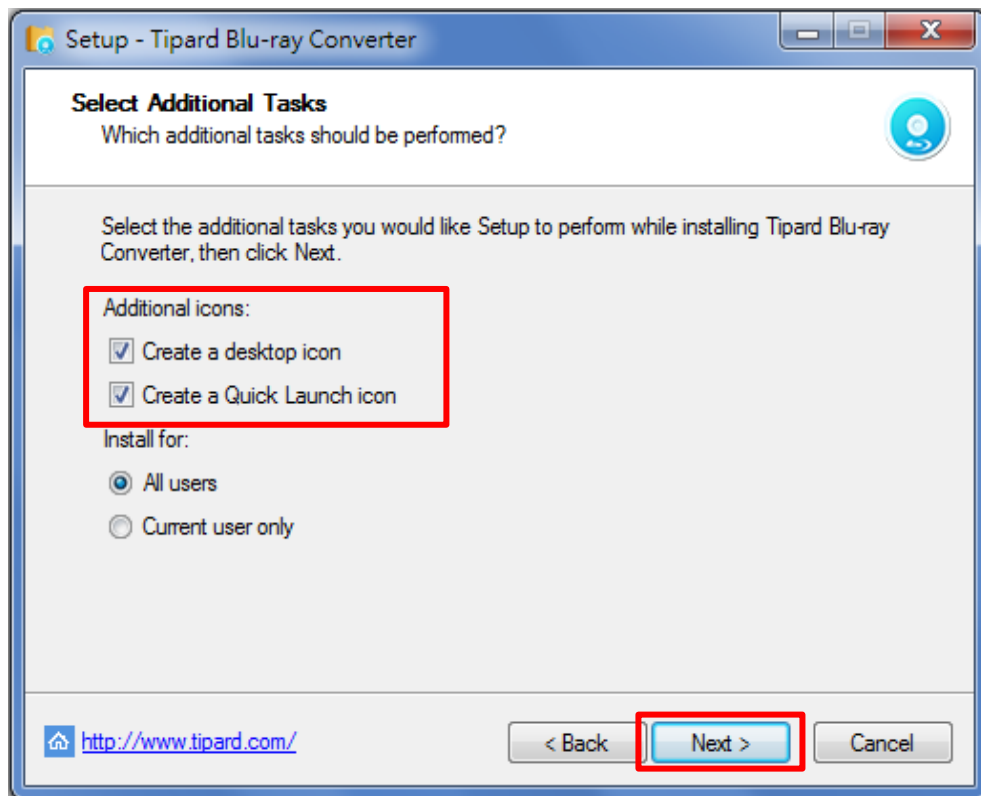 Setup - Tipard Blu-ray Converter
Select Additional Tasks
Which additional tasks should be performed?
Select the additional tasks you would like Setup to perform while installing Tipard Blu-ray
Converter, then click Next.
Additional icons:
Create a desktop icon
Create a Quick Launch icon
Install for:
All users
Current user only
http://www.tipard.com/
< Back
Next >
Cancel